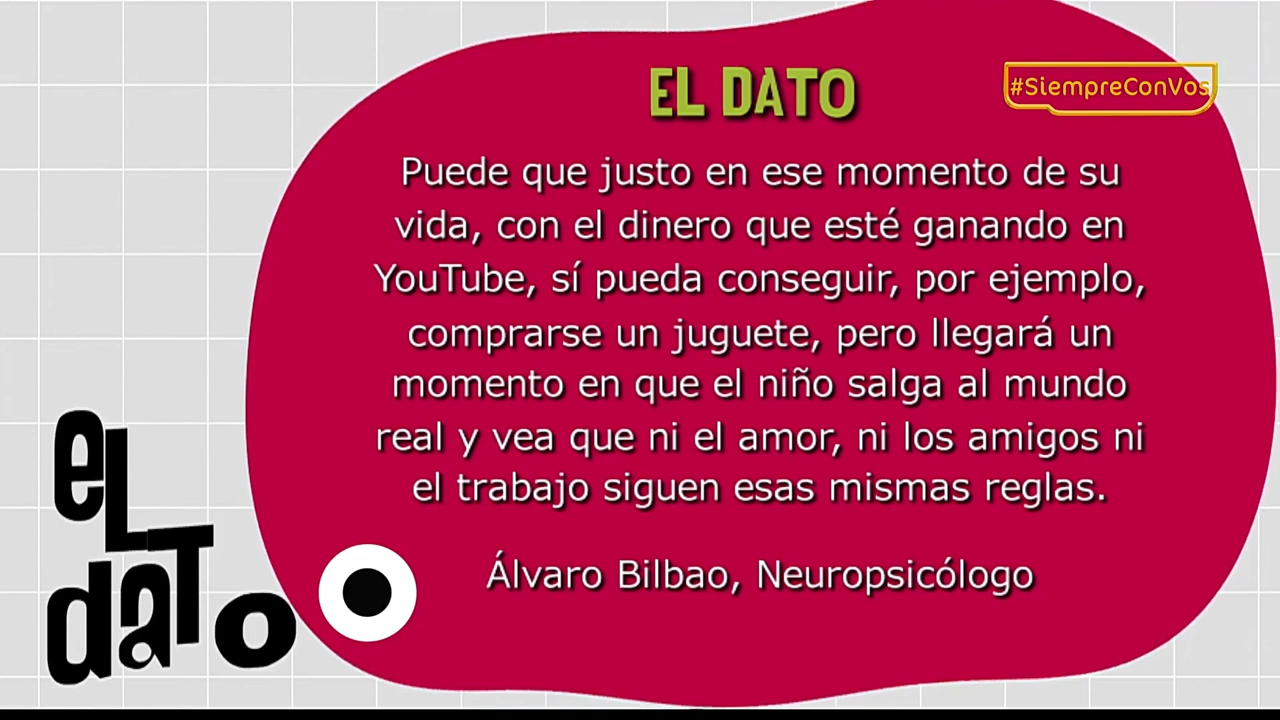 EL DATO
#SiempreConVos
Puede que justo en ese momento de su
vida, con el dinero que esté ganando en
YouTube, sí pueda conseguir, por ejemplo,
comprarse un juguete, pero llegará un
momento en que el niño salga al mundo
real y vea que ni el amor, ni los amigos ni
el trabajo siguen esas mismas reglas.
Álvaro Bilbao, Neuropsicólogo
eL
daTo